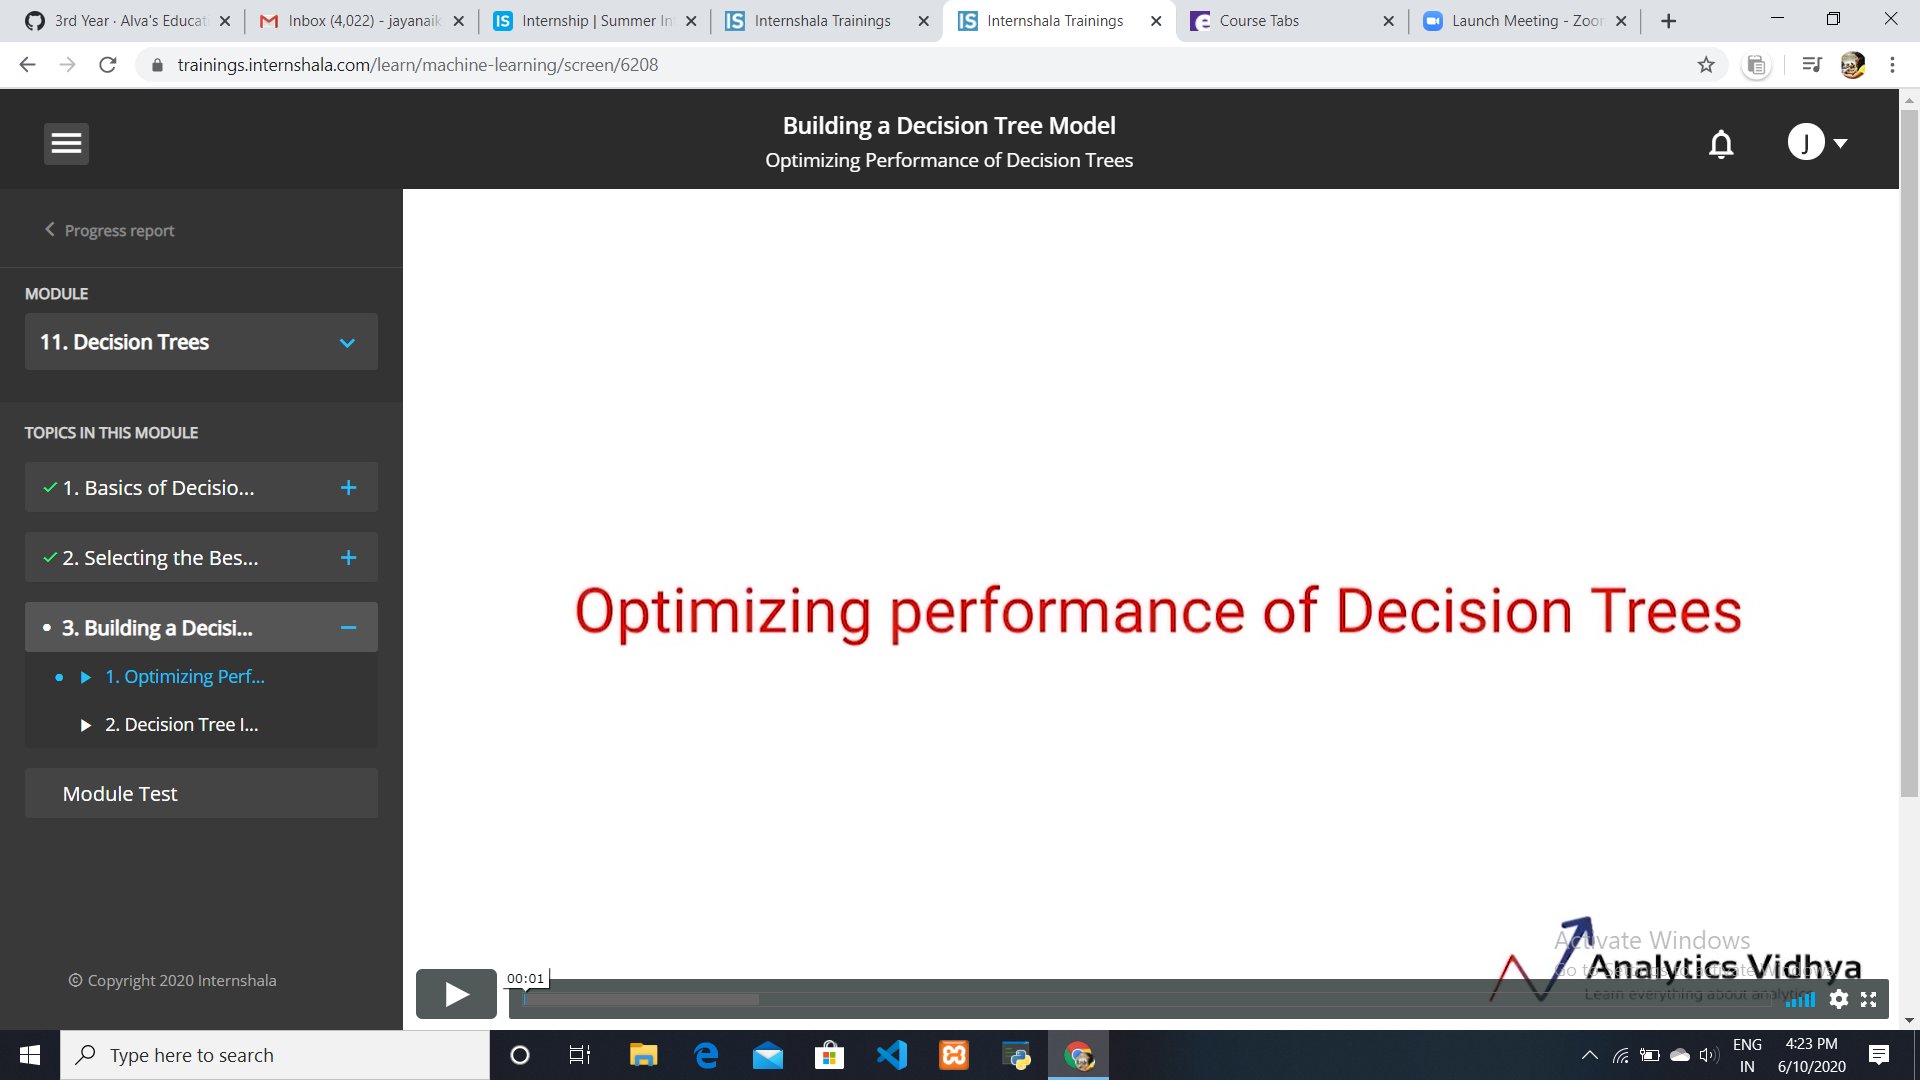 3rd Year · Alva's Educat
Inbox (4,022) - jayanaik
Internship | Summer In
Internshala Trainings
Internshala Trainings
Course Tabs
Launch Meeting - Zoom
trainings.internshala.com/learn/machine-learning/screen/6208
Building a Decision Tree Model
Optimizing Performance of Decision Trees
J
Progress report
MODULE
11. Decision Trees
TOPICS IN THIS MODULE
1. Basics of Decisio...
2. Selecting the Bes...
3. Building a Decisi...
1. Optimizing Perf...
2. Decision Tree I...
Module Test
© Copyright 2020 Internshala
Optimizing performance of Decision Trees
Activate Windows
Go to Settings to activate Windows.
Analytics Vidhya
Learn everything about analytics
00:01
Type here to search
ENG
IN
4:23 PM
6/10/2020